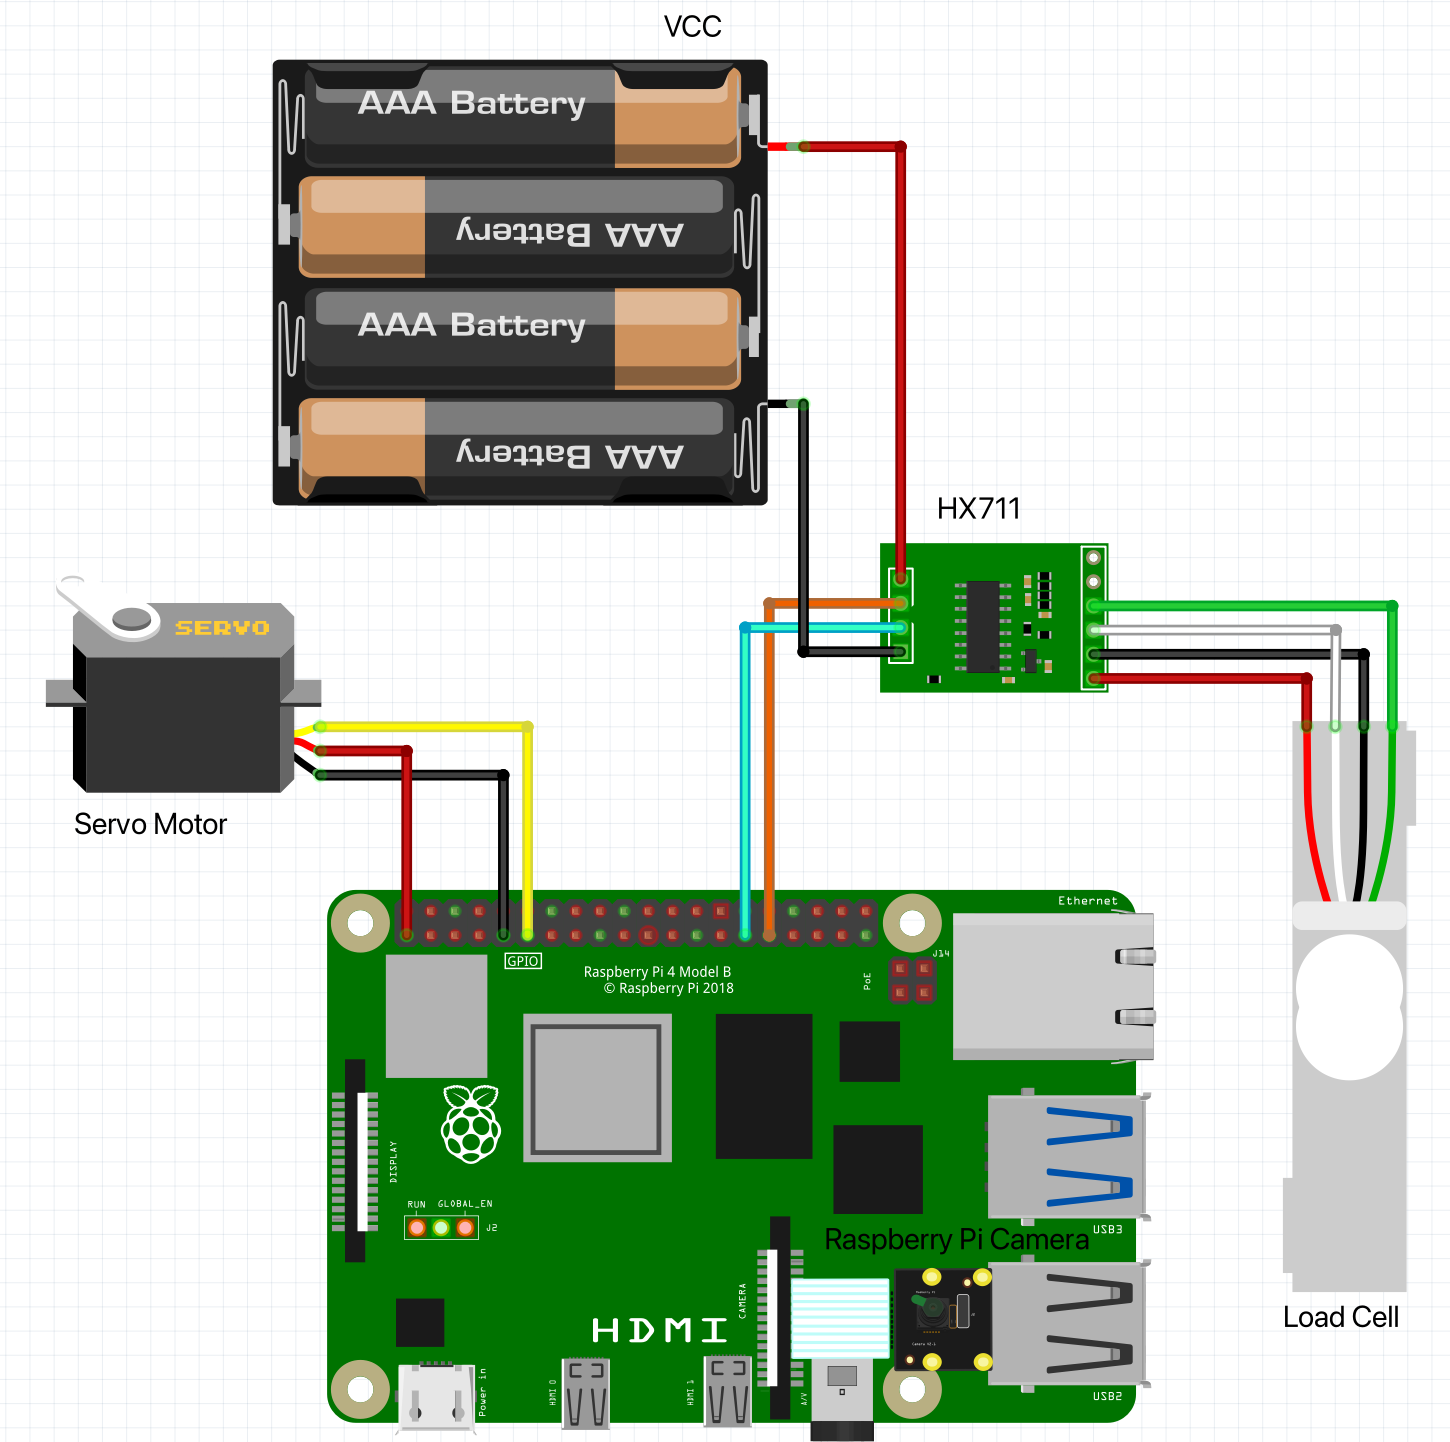 VCC
AAA Battery
AAA Battery
AAA Battery
AAA Battery
HX711
SERVO
Servo Motor
Ethernet
GPIO
J14
Raspberry Pi 4 Model B
© Raspberry Pi 2018
PoE
DISPLAY
RUN GLOBAL_EN
J2
USB3
Raspberry Pi Camera
CAMERA
HDMI
Load Cell
Power in
HDMI 0
HDMI 1
A/V
USB2